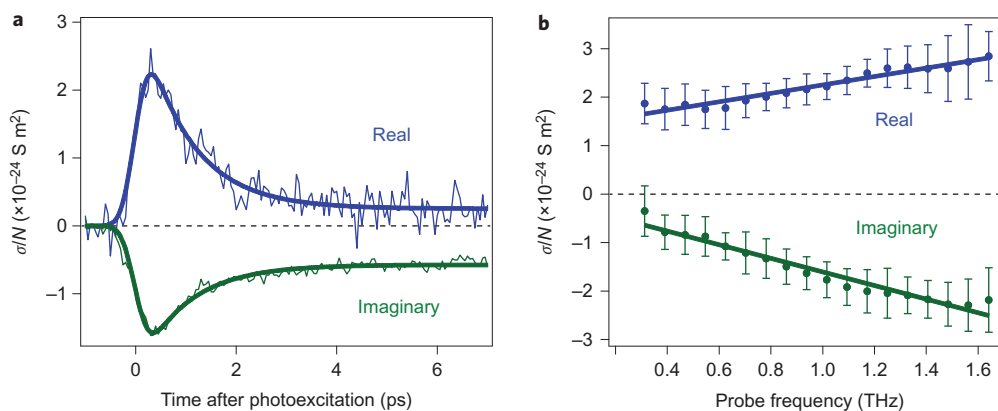 a
3
2
1
0
–1
σ/N (×10⁻²⁴ S m²)
Real
Imaginary
0
2
4
6
Time after photoexcitation (ps)
b
3
2
1
0
–1
–2
–3
σ/N (×10⁻²⁴ S m²)
Real
Imaginary
0.4
0.6
0.8
1.0
1.2
1.4
1.6
Probe frequency (THz)